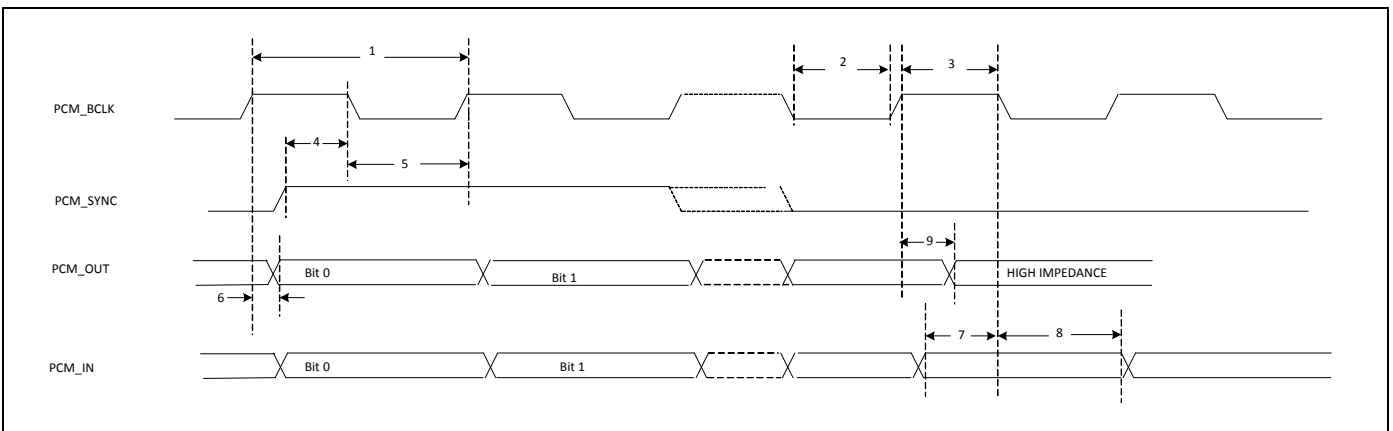 1
2
3
PCM_BCLK
4
5
PCM_SYNC
9
PCM_OUT
Bit 0
Bit 1
HIGH IMPEDANCE
6
7
8
PCM_IN
Bit 0
Bit 1